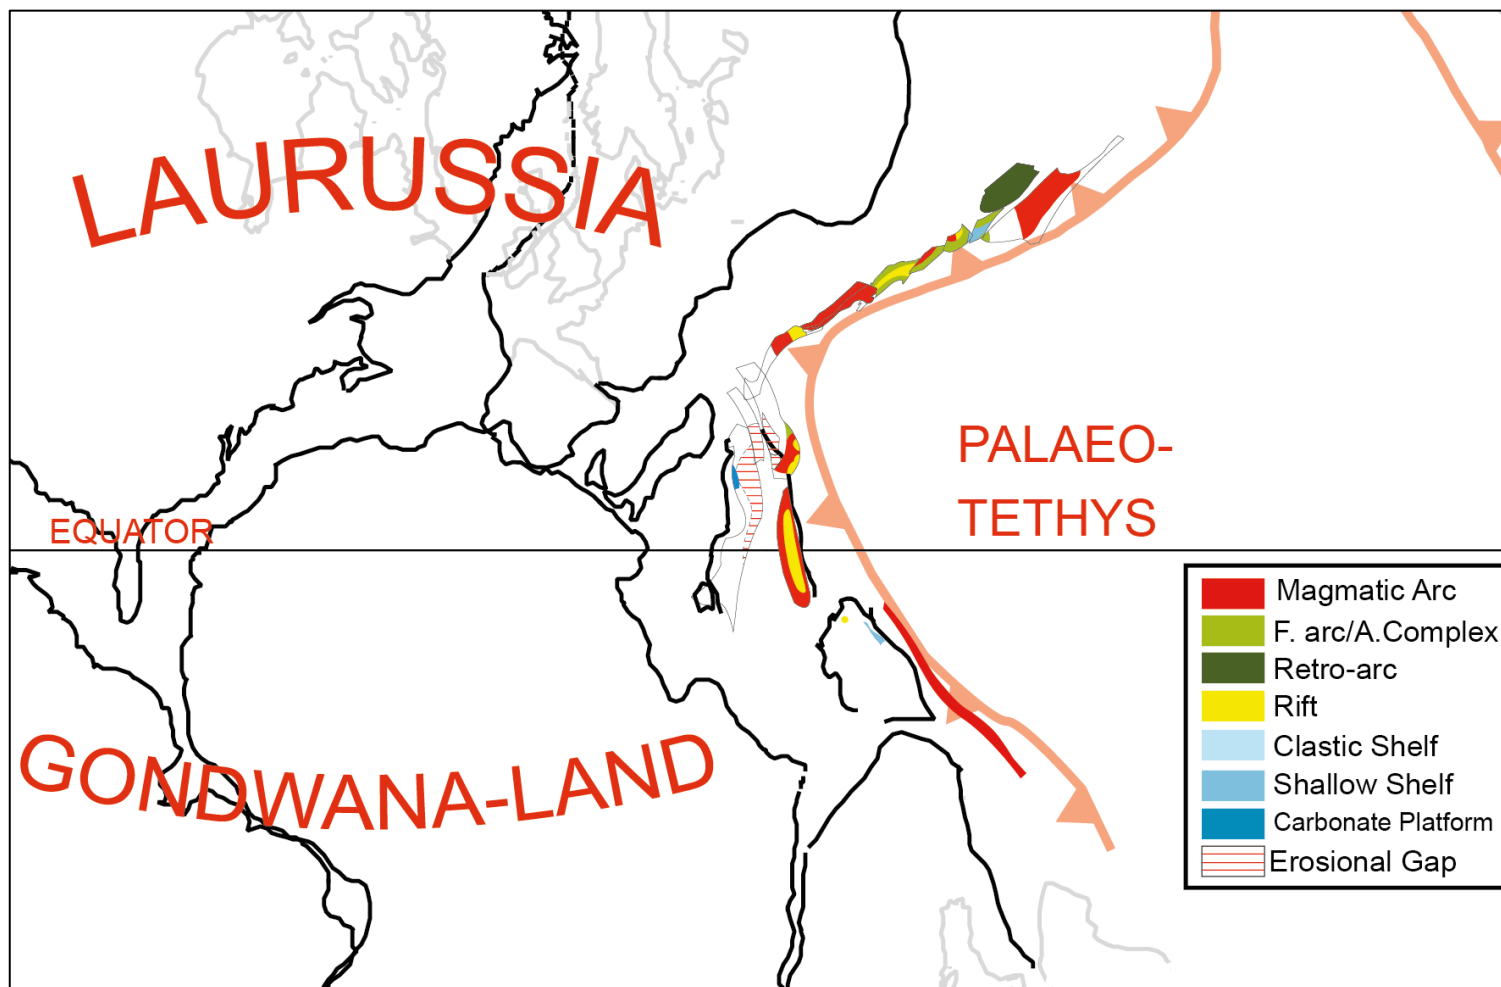 LAURUSSIA
PALAEO-
TETHYS
EQUATOR
GONDWANA-LAND
Magmatic Arc
F. arc/A.Complex
Retro-arc
Rift
Clastic Shelf
Shallow Shelf
Carbonate Platform
Erosional Gap